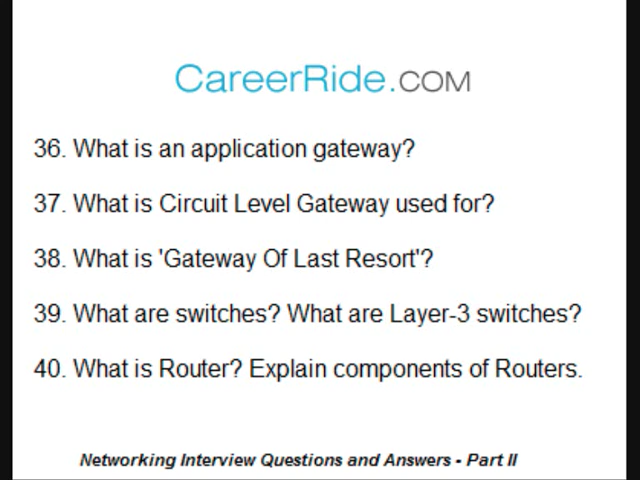 CareerRide.COM
36. What is an application gateway?
37. What is Circuit Level Gateway used for?
38. What is 'Gateway Of Last Resort'?
39. What are switches? What are Layer-3 switches?
40. What is Router? Explain components of Routers.
Networking Interview Questions and Answers - Part II